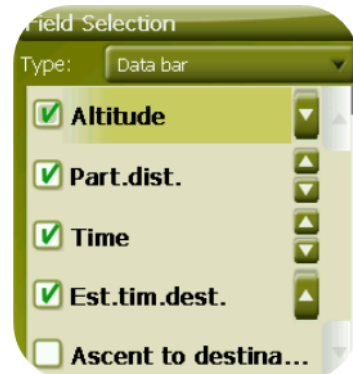 Field Selection
Type: Data bar
Altitude
Part.dist.
Time
Est.tim.dest.
Ascent to destina...